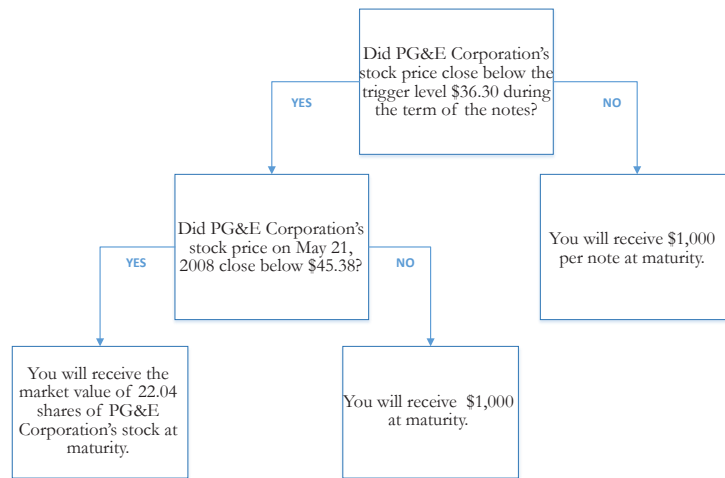 Did PG&E Corporation's
stock price close below the
trigger level $36.30 during
the term of the notes?
YES
NO
Did PG&E Corporation's
stock price on May 21,
2008 close below $45.38?
You will receive $1,000
per note at maturity.
YES
NO
You will receive the
market value of 22.04
shares of PG&E
Corporation's stock at
maturity.
You will receive $1,000
at maturity.